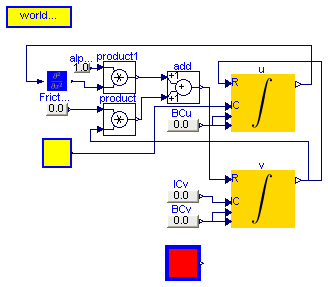 world...
alp...
1.0
product1
add
u
+1
+1
R
Frict...
0.0
product
C
BCu
0.0
v
R
ICv
0.0
C
BCv
0.0